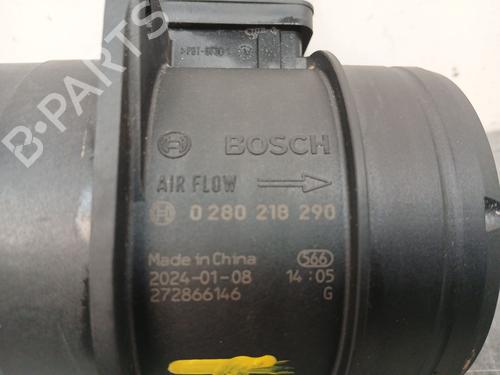 B-PARTS
BOSCH
AIR FLOW
0 280 218 290
Made in China 566
2024-01-08 14:05
272866146 G